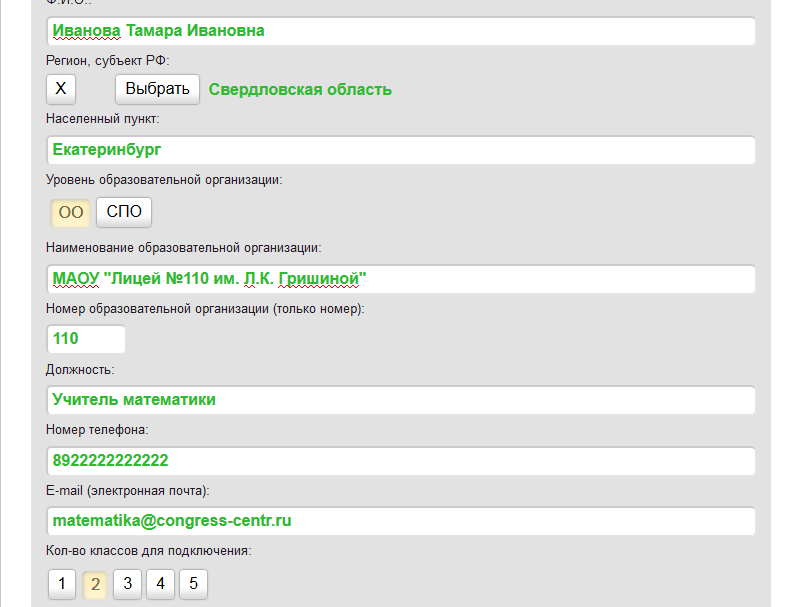 Ф.И.О.:
Иванова Тамара Ивановна
Регион, субъект РФ:
X Выбрать Свердловская область
Населенный пункт:
Екатеринбург
Уровень образовательной организации:
ОО СПО
Наименование образовательной организации:
МАОУ "Лицей №110 им. Л.К. Гришиной"
Номер образовательной организации (только номер):
110
Должность:
Учитель математики
Номер телефона:
8922222222222
E-mail (электронная почта):
matematika@congress-centr.ru
Кол-во классов для подключения:
1 2 3 4 5